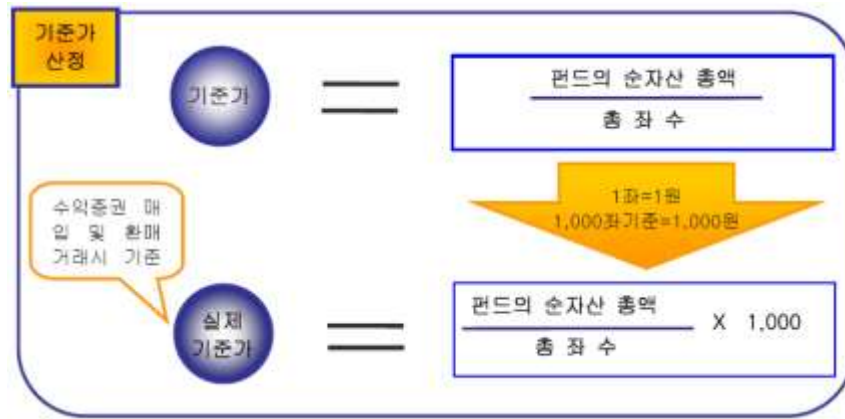 기준가
산정
기준가
펀드의 순자산 총액
총 좌 수
1좌=1원
1,000좌기준=1,000원
수익증권 매
입 및 환매
거래시 기준
실제
기준가
펀드의 순자산 총액
총 좌 수
X 1,000